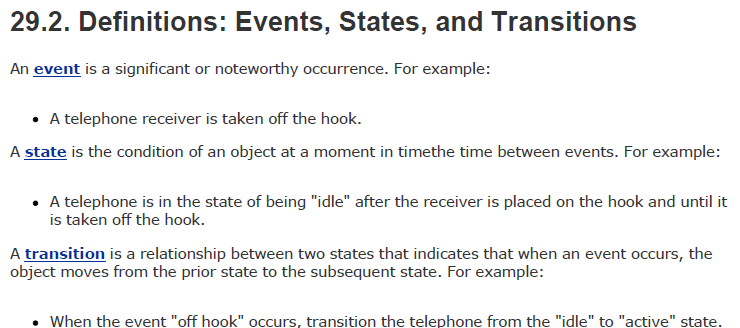 29.2. Definitions: Events, States, and Transitions
An event is a significant or noteworthy occurrence. For example:
• A telephone receiver is taken off the hook.
A state is the condition of an object at a moment in timethe time between events. For example:
• A telephone is in the state of being "idle" after the receiver is placed on the hook and until it
is taken off the hook.
A transition is a relationship between two states that indicates that when an event occurs, the
object moves from the prior state to the subsequent state. For example:
• When the event "off hook" occurs, transition the telephone from the "idle" to "active" state.